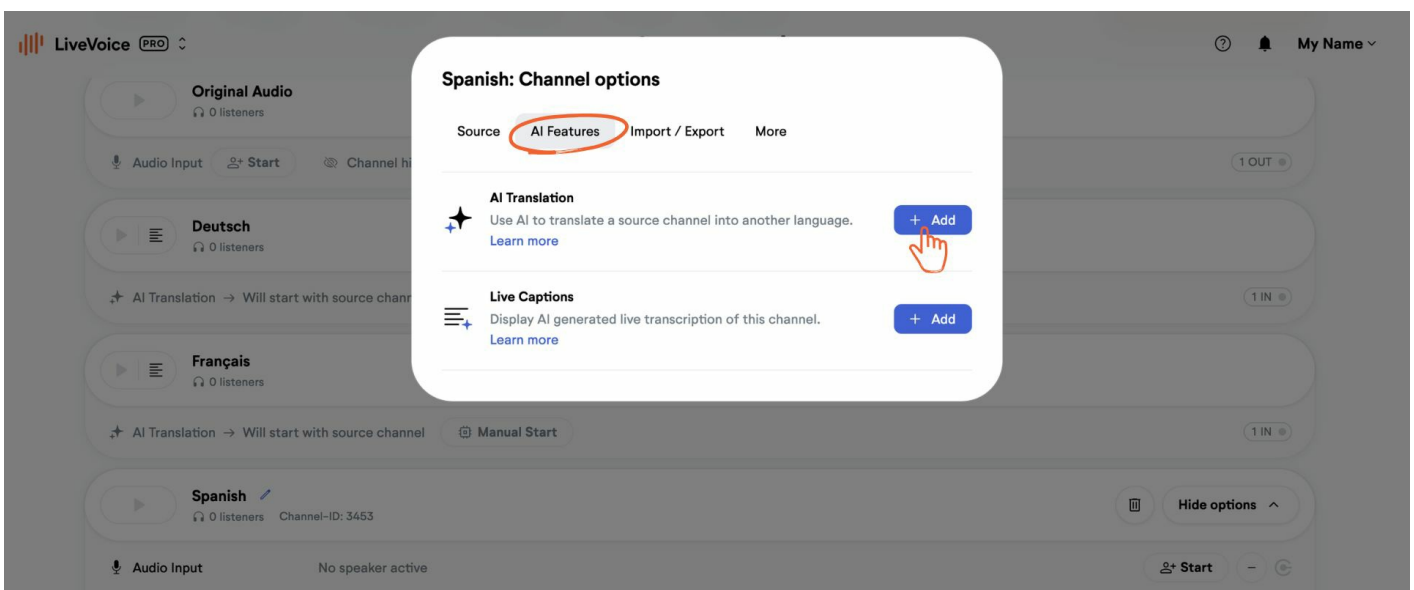 LiveVoice PRO
My Name
Spanish: Channel options
Source AI Features Import / Export More
AI Translation
Use AI to translate a source channel into another language.
Learn more
+ Add
Live Captions
Display AI generated live transcription of this channel.
Learn more
+ Add
Original Audio
0 listeners
Audio Input Start Channel hi
1 OUT
Deutsch
0 listeners
AI Translation → Will start with source chann
1 IN
Français
0 listeners
AI Translation → Will start with source channel Manual Start
1 IN
Spanish
0 listeners Channel-ID: 3453
Hide options
Audio Input No speaker active
Start